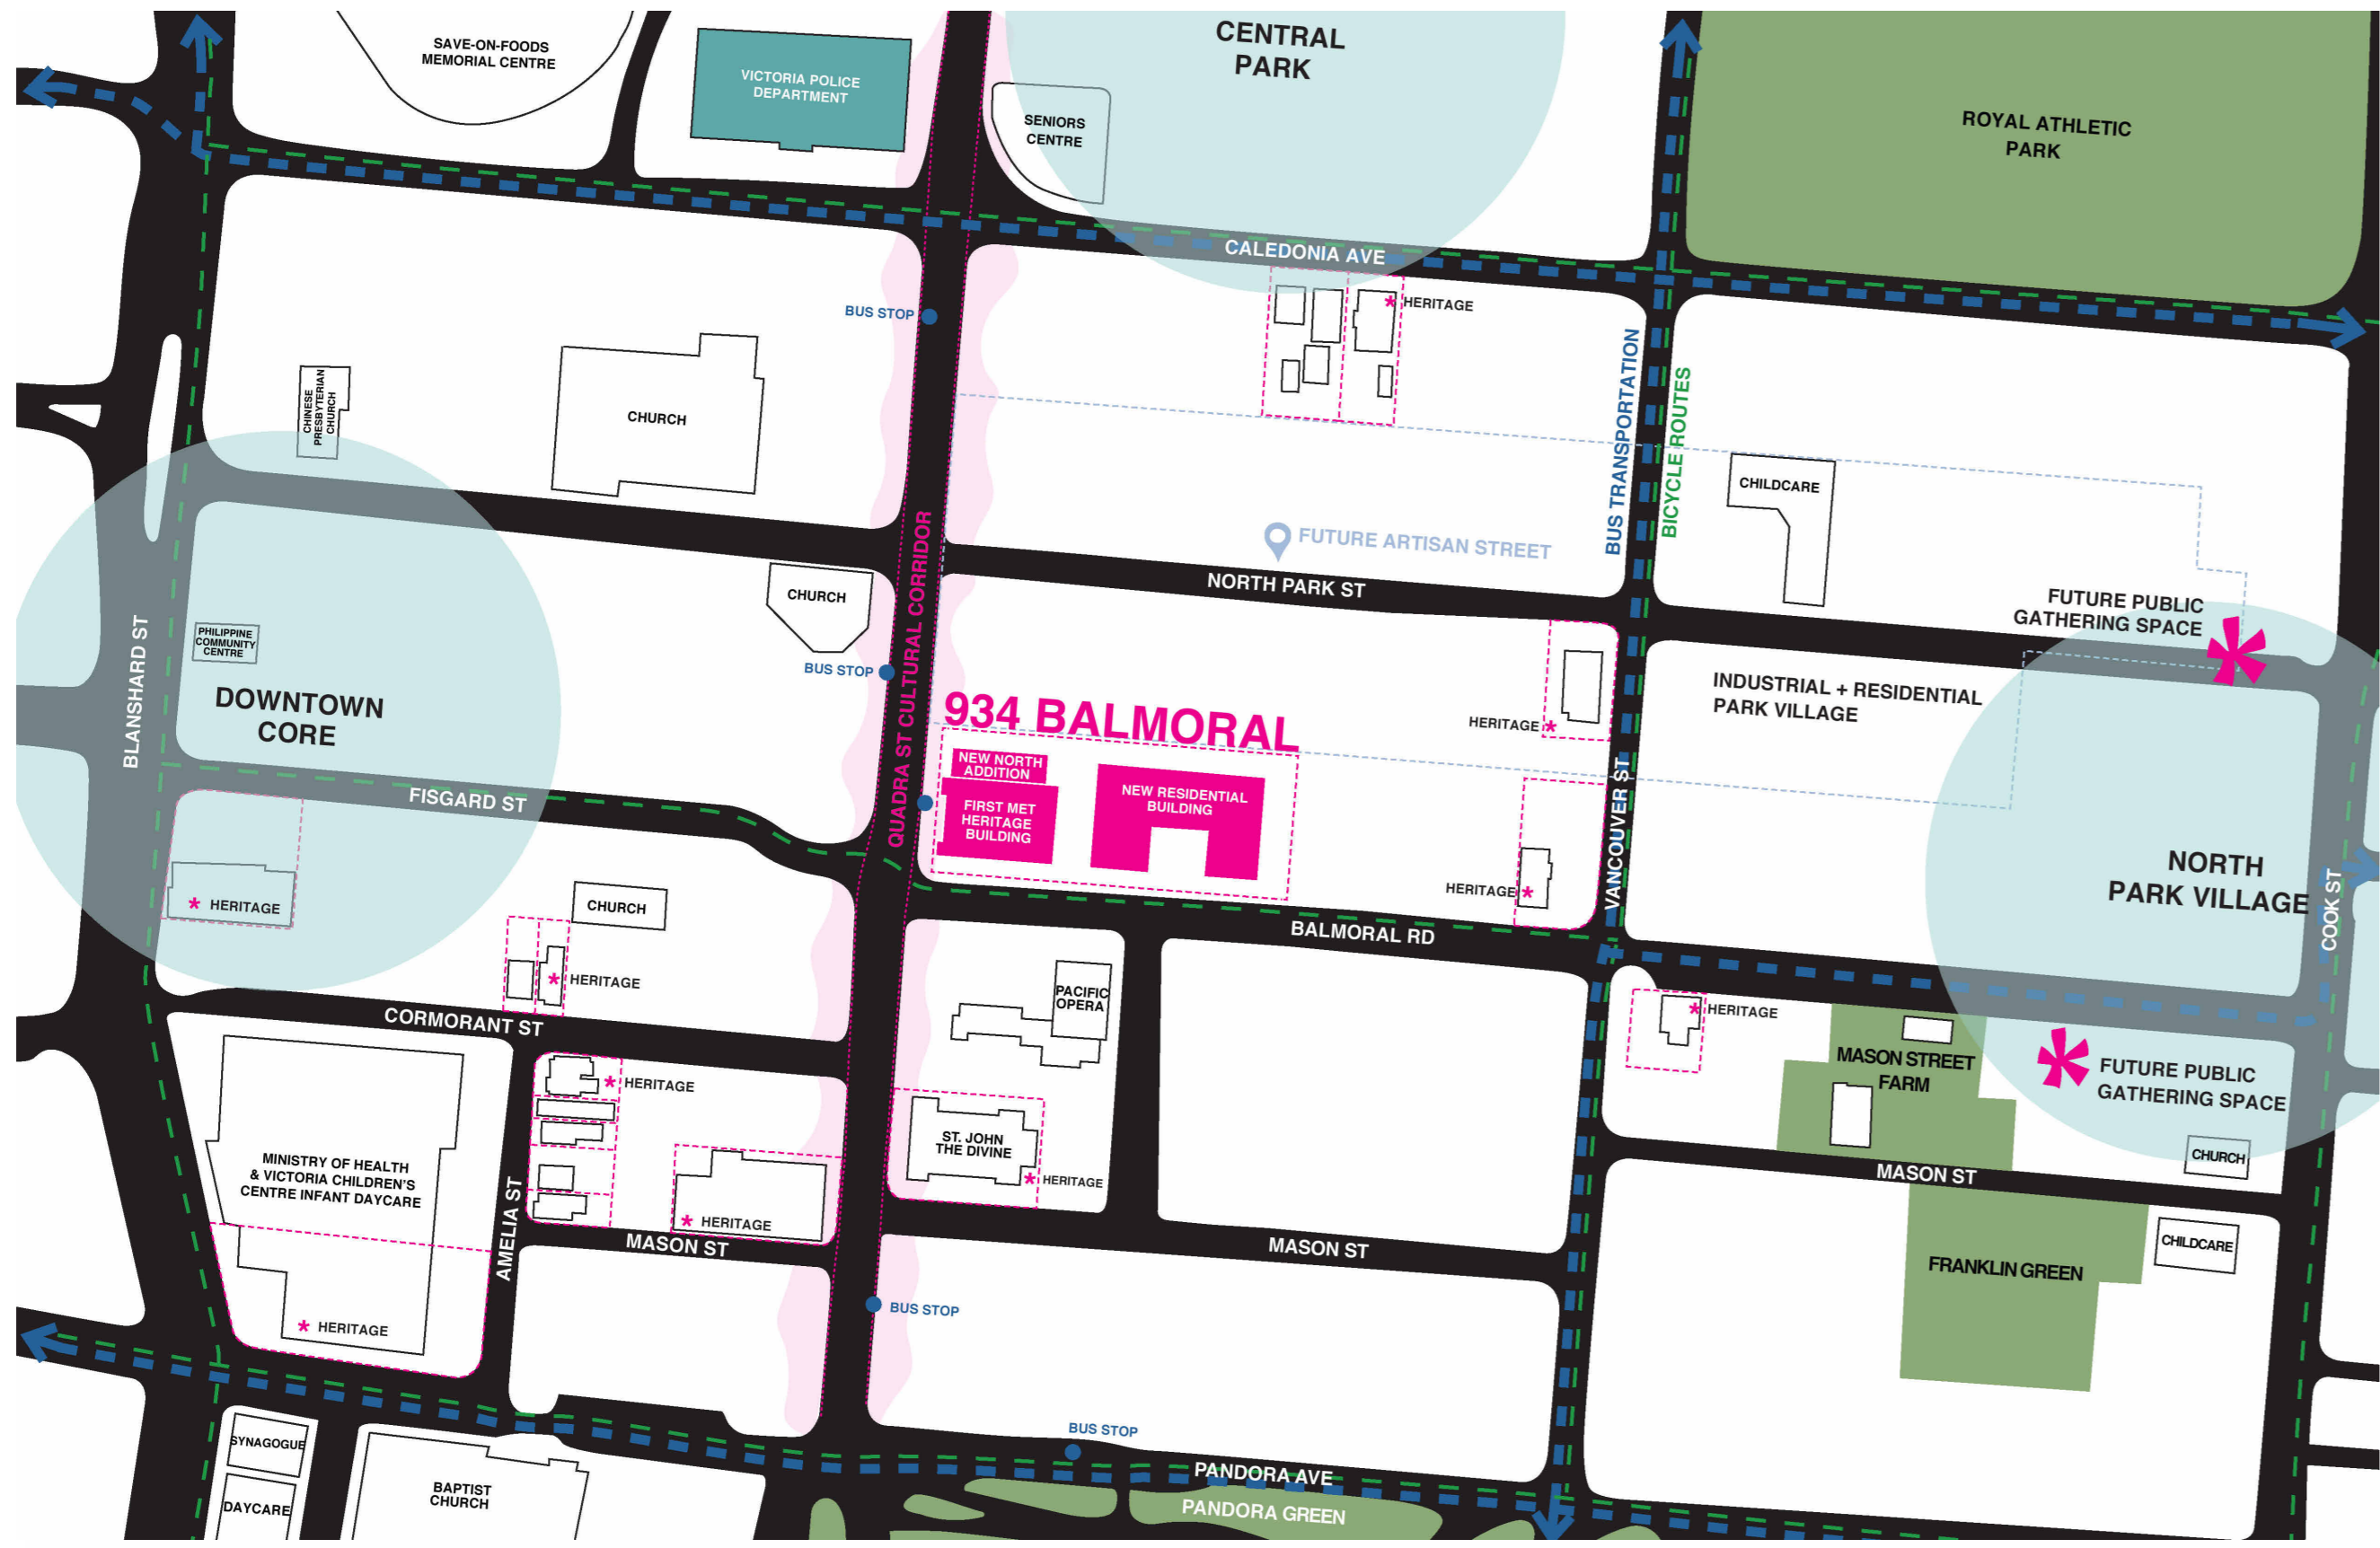 SAVE-ON-FOODS
MEMORIAL CENTRE
VICTORIA POLICE
DEPARTMENT
CENTRAL
PARK
SENIORS
CENTRE
ROYAL ATHLETIC
PARK
CALEDONIA AVE
HERITAGE
BUS STOP
CHINESE
PRESBYTERIAN
CHURCH
CHURCH
BUS TRANSPORTATION
BICYCLE ROUTES
CHILDCARE
FUTURE ARTISAN STREET
NORTH PARK ST
QUADRA ST CULTURAL CORRIDOR
CHURCH
BUS STOP
FUTURE PUBLIC
GATHERING SPACE
BLANSHARD ST
PHILIPPINE
COMMUNITY
CENTRE
DOWNTOWN
CORE
934 BALMORAL
HERITAGE
INDUSTRIAL + RESIDENTIAL
PARK VILLAGE
NEW NORTH
ADDITION
FIRST MET
HERITAGE
BUILDING
NEW RESIDENTIAL
BUILDING
FISGARD ST
VANCOUVER ST
HERITAGE
NORTH
PARK VILLAGE
COOK ST
HERITAGE
CHURCH
BALMORAL RD
HERITAGE
CORMORANT ST
PACIFIC
OPERA
HERITAGE
MASON STREET
FARM
FUTURE PUBLIC
GATHERING SPACE
HERITAGE
MINISTRY OF HEALTH
& VICTORIA CHILDREN'S
CENTRE INFANT DAYCARE
ST. JOHN
THE DIVINE
HERITAGE
CHURCH
MASON ST
AMELIA ST
HERITAGE
MASON ST
MASON ST
CHILDCARE
FRANKLIN GREEN
HERITAGE
BUS STOP
BUS STOP
SYNAGOGUE
DAYCARE
BAPTIST
CHURCH
PANDORA AVE
PANDORA GREEN